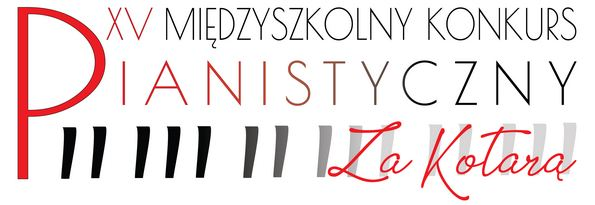 XV MIĘDZYSZKOLNY KONKURS
PIANISTYCZNY
Za Kotarą